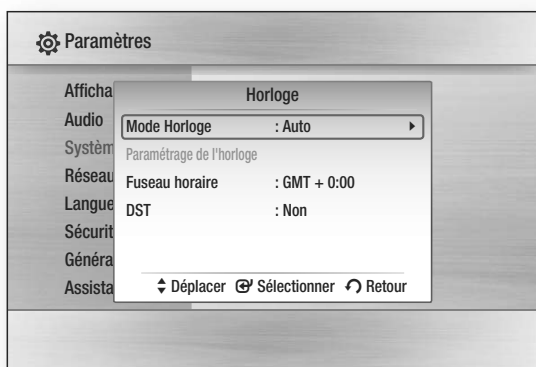 Paramètres
Afficha
Horloge
Audio
Mode Horloge : Auto
Systèm
Paramétrage de l'horloge
Réseau
Fuseau horaire : GMT + 0:00
Langue
DST : Non
Sécurit
Généra
Assista
Déplacer Sélectionner Retour